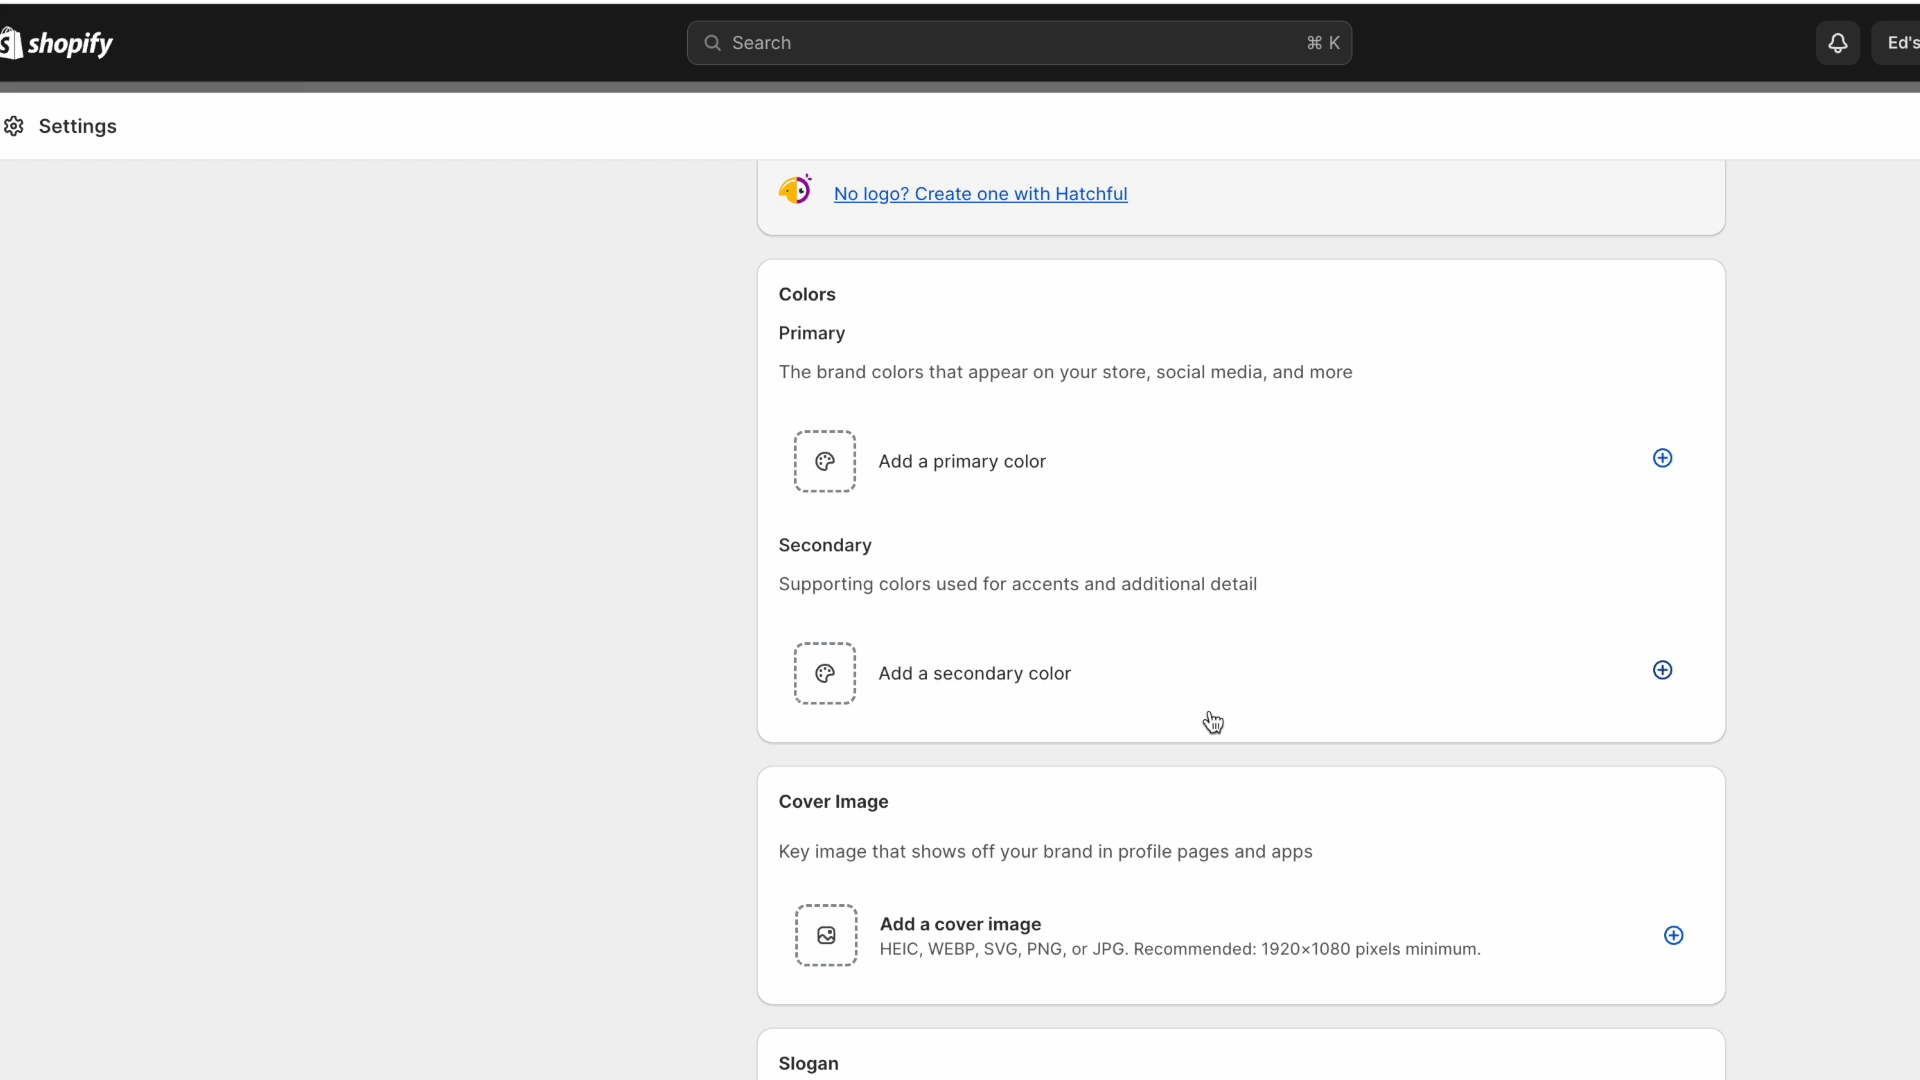 shopify
Search
⌘ K
Ed's
Settings
No logo? Create one with Hatchful
Colors
Primary
The brand colors that appear on your store, social media, and more
Add a primary color
Secondary
Supporting colors used for accents and additional detail
Add a secondary color
Cover Image
Key image that shows off your brand in profile pages and apps
Add a cover image
HEIC, WEBP, SVG, PNG, or JPG. Recommended: 1920×1080 pixels minimum.
Slogan